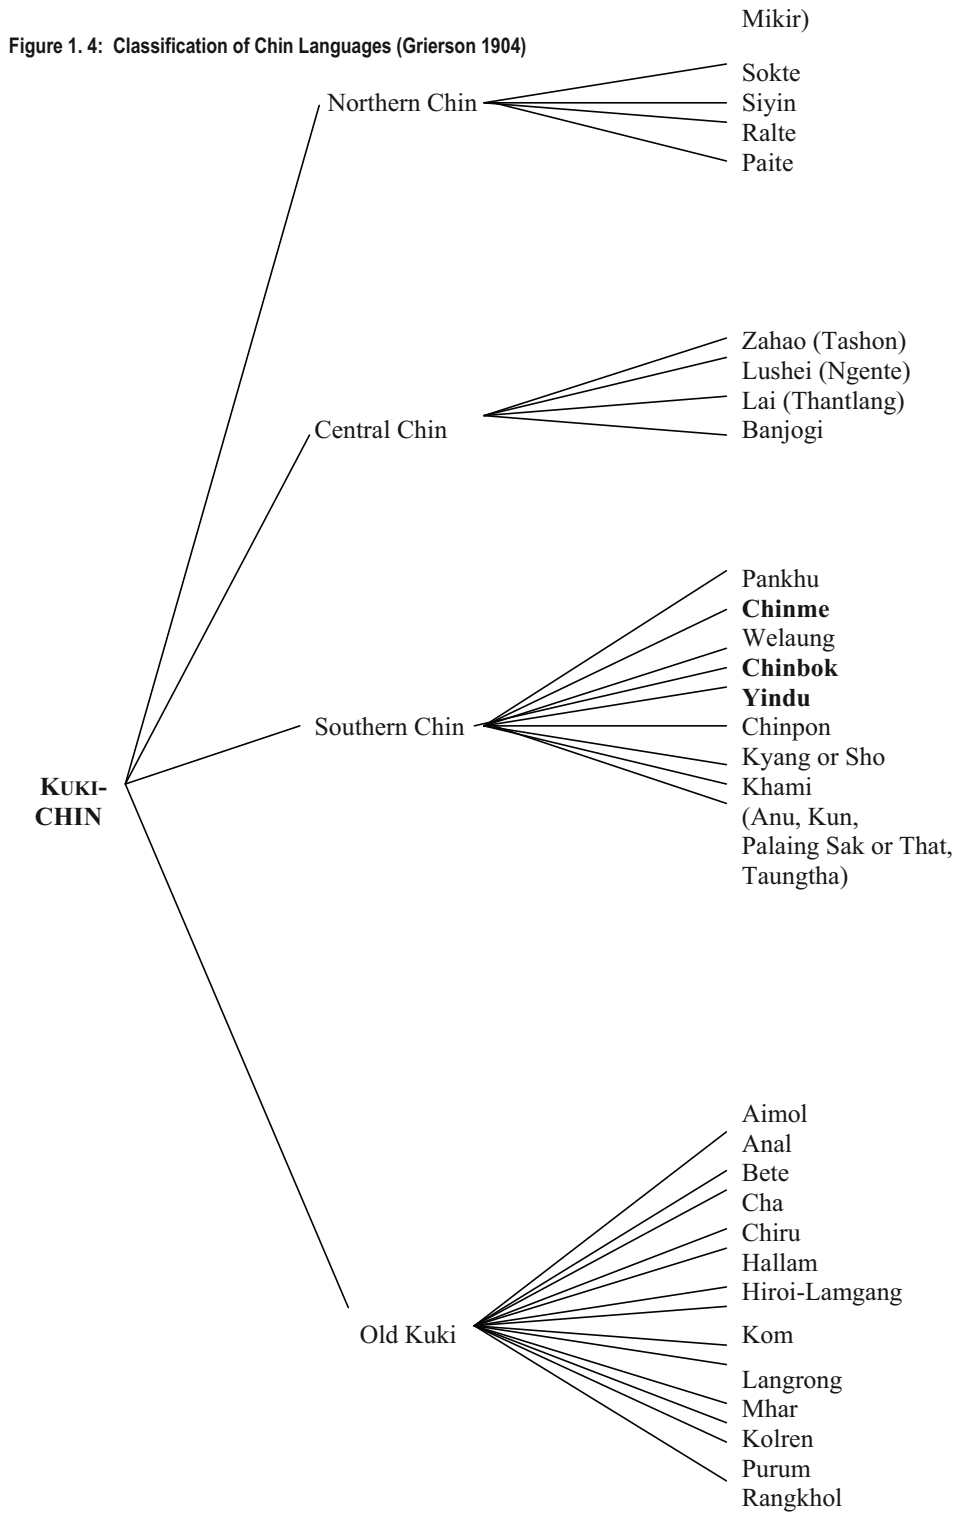 Mikir)
Figure 1. 4:  Classification of Chin Languages (Grierson 1904)
Sokte
Northern Chin
Siyin
Ralte
Paite
Zahao (Tashon)
Lushei (Ngente)
Lai (Thantlang)
Central Chin
Banjogi
Pankhu
Chinme
Welaung
Chinbok
Yindu
Southern Chin
Chinpon
Kyang or Sho
KUKI-
CHIN
Khami
(Anu, Kun,
Palaing Sak or That,
Taungtha)
Aimol
Anal
Bete
Cha
Chiru
Hallam
Hiroi-Lamgang
Old Kuki
Kom
Langrong
Mhar
Kolren
Purum
Rangkhol